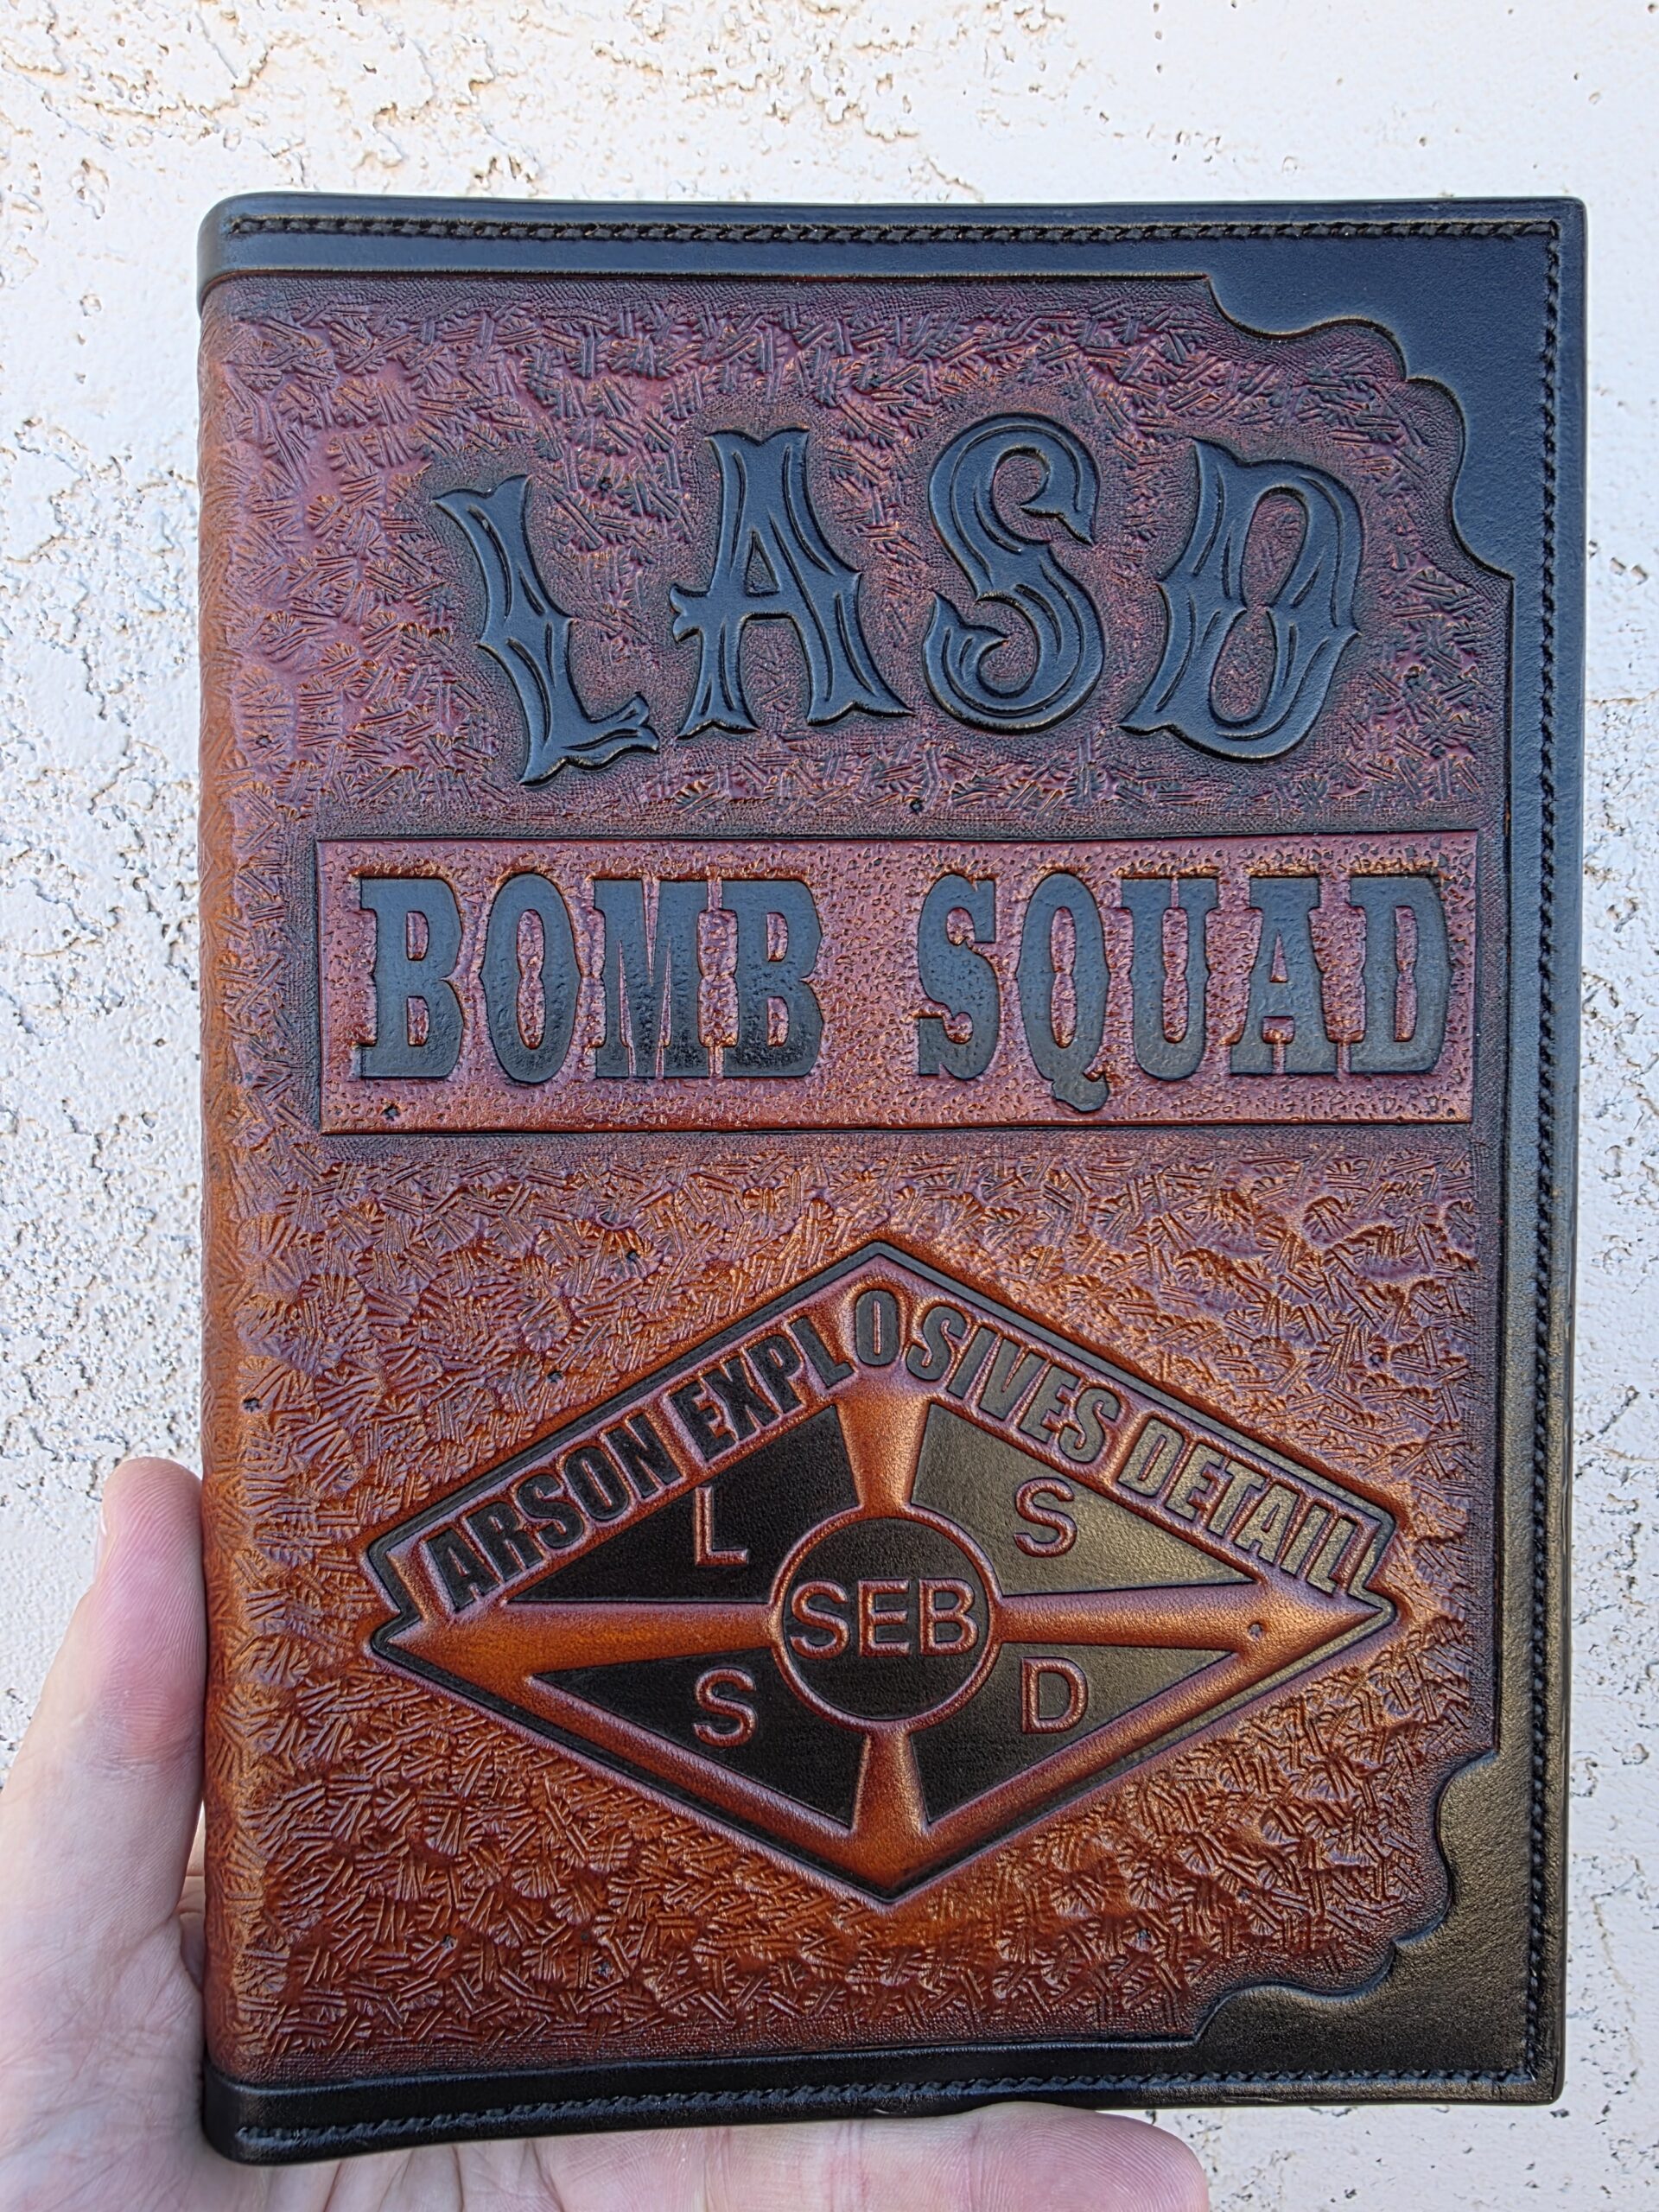 LASD
BOMB SQUAD
ARSON EXPLOSIVES DETAIL
L S
SEB
S D